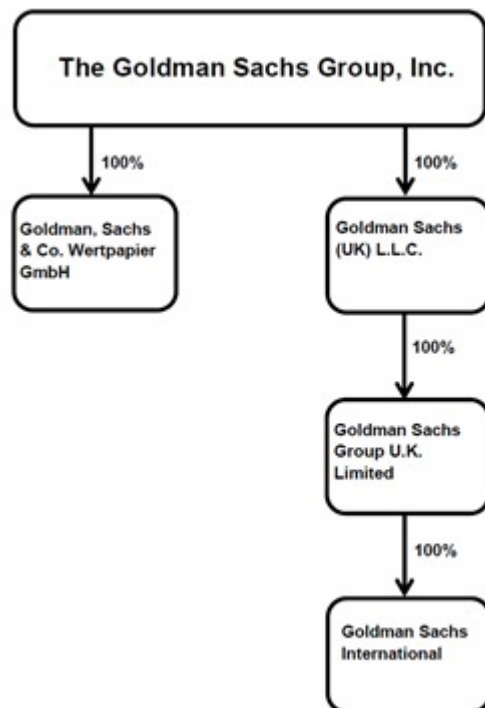 The Goldman Sachs Group, Inc.
100%
100%
Goldman, Sachs
& Co. Wertpapier
GmbH
Goldman Sachs
(UK) L.L.C.
100%
Goldman Sachs
Group U.K.
Limited
100%
Goldman Sachs
International